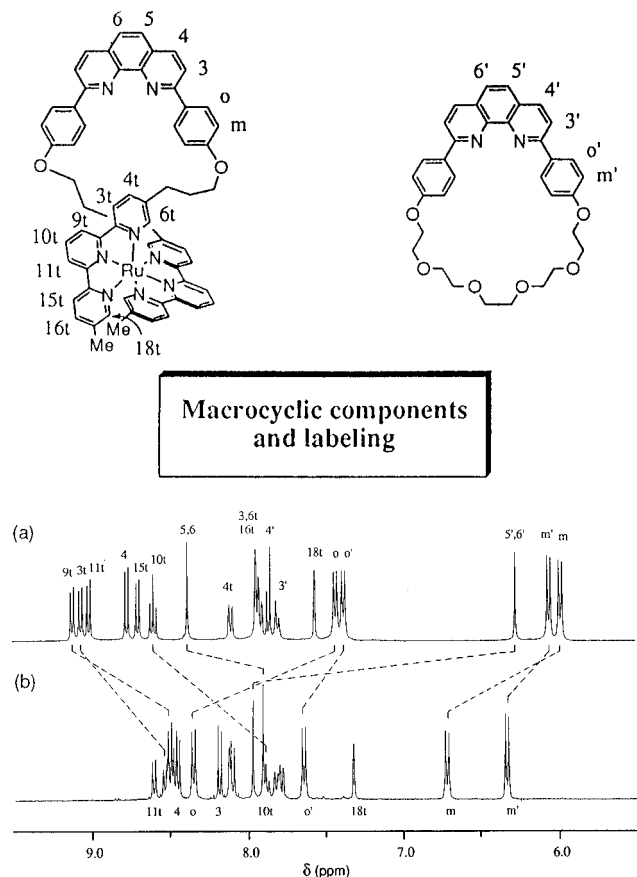 6 5
4
3
N N
o
m
O O
4t
3t
6t
9t
10t
N N
11t
N Ru N
15t
N N
16t
Me
Me
18t
6' 5'
4'
3'
N N
o'
m'
O O
O O
O O
Macrocyclic components
and labeling
(a)
9t 3t 11t 4 15t 10t 5,6 4t 3,6t 16t 4' 3' 18t o o' 5',6' m' m
(b)
11t 4 o 3 10t o' 18t m m'
9.0 8.0 7.0 6.0
δ (ppm)